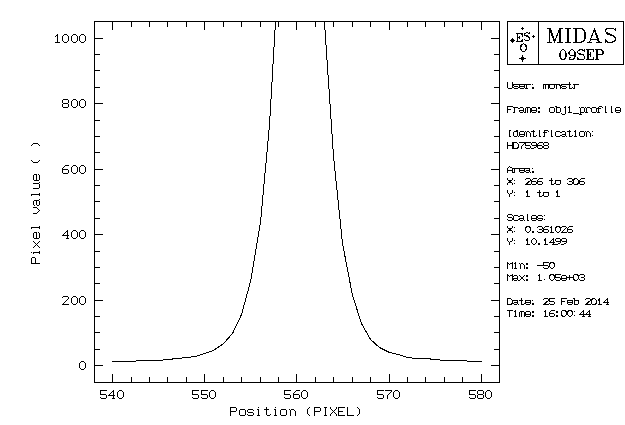 1000
800
600
400
200
0
Pixel value ( )
540
550
560
570
580
Position (PIXEL)
ES
O
MIDAS
09SEP
User: monstr
Frame: obj1_profile
Identification:
HD75968
Area:
X: 266 to 306
Y: 1 to 1
Scales:
X: 0.361026
Y: 10.1499
Min: -50
Max: 1.05e+03
Date: 25 Feb 2014
Time: 16:00:44